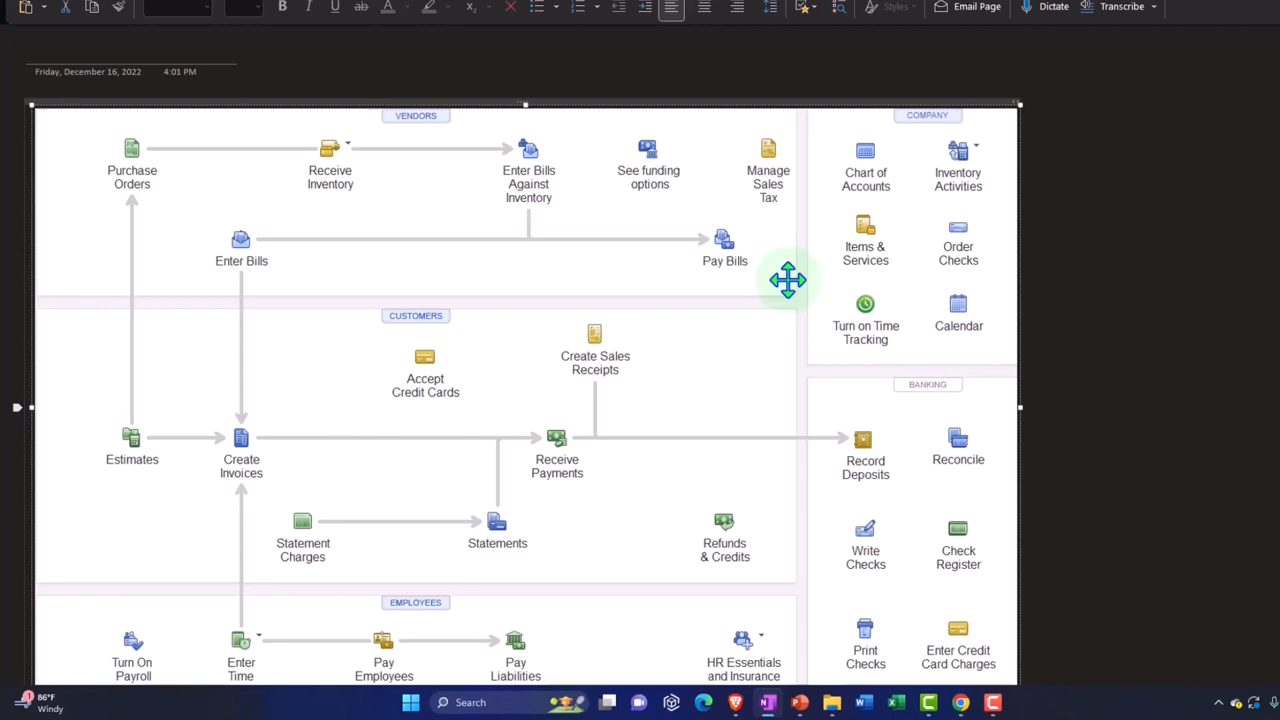 Styles
Email Page
Dictate
Transcribe
Friday, December 16, 2022 4:01 PM
VENDORS
Purchase
Orders
Receive
Inventory
Enter Bills
Against
Inventory
See funding
options
Manage
Sales
Tax
Enter Bills
Pay Bills
COMPANY
Chart of
Accounts
Inventory
Activities
Items &
Services
Order
Checks
Turn on Time
Tracking
Calendar
CUSTOMERS
Accept
Credit Cards
Create Sales
Receipts
Estimates
Create
Invoices
Receive
Payments
Statement
Charges
Statements
Refunds
& Credits
BANKING
Record
Deposits
Reconcile
Write
Checks
Check
Register
Print
Checks
Enter Credit
Card Charges
EMPLOYEES
Turn On
Payroll
Enter
Time
Pay
Employees
Pay
Liabilities
HR Essentials
and Insurance
86°F
Windy
Search